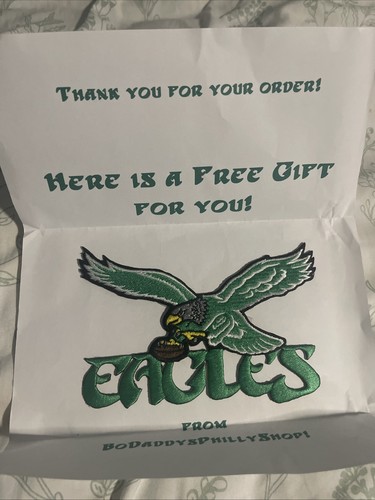 THANK YOU FOR YOUR ORDER!
HERE IS A FREE GIFT
FOR YOU!
EAGLES
FROM
BODADDYSPHILLYSHOP!